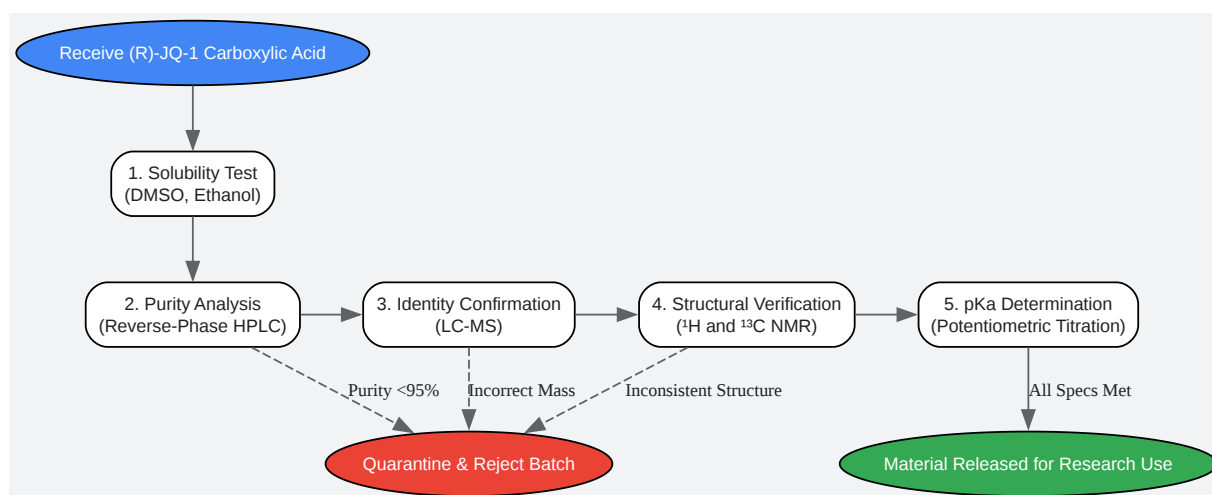 Receive (R)-JQ-1 Carboxylic Acid
1. Solubility Test
(DMSO, Ethanol)
2. Purity Analysis
(Reverse-Phase HPLC)
3. Identity Confirmation
(LC-MS)
4. Structural Verification
(¹H and ¹³C NMR)
5. pKa Determination
(Potentiometric Titration)
Purity <95%
Incorrect Mass
Inconsistent Structure
All Specs Met
Quarantine & Reject Batch
Material Released for Research Use